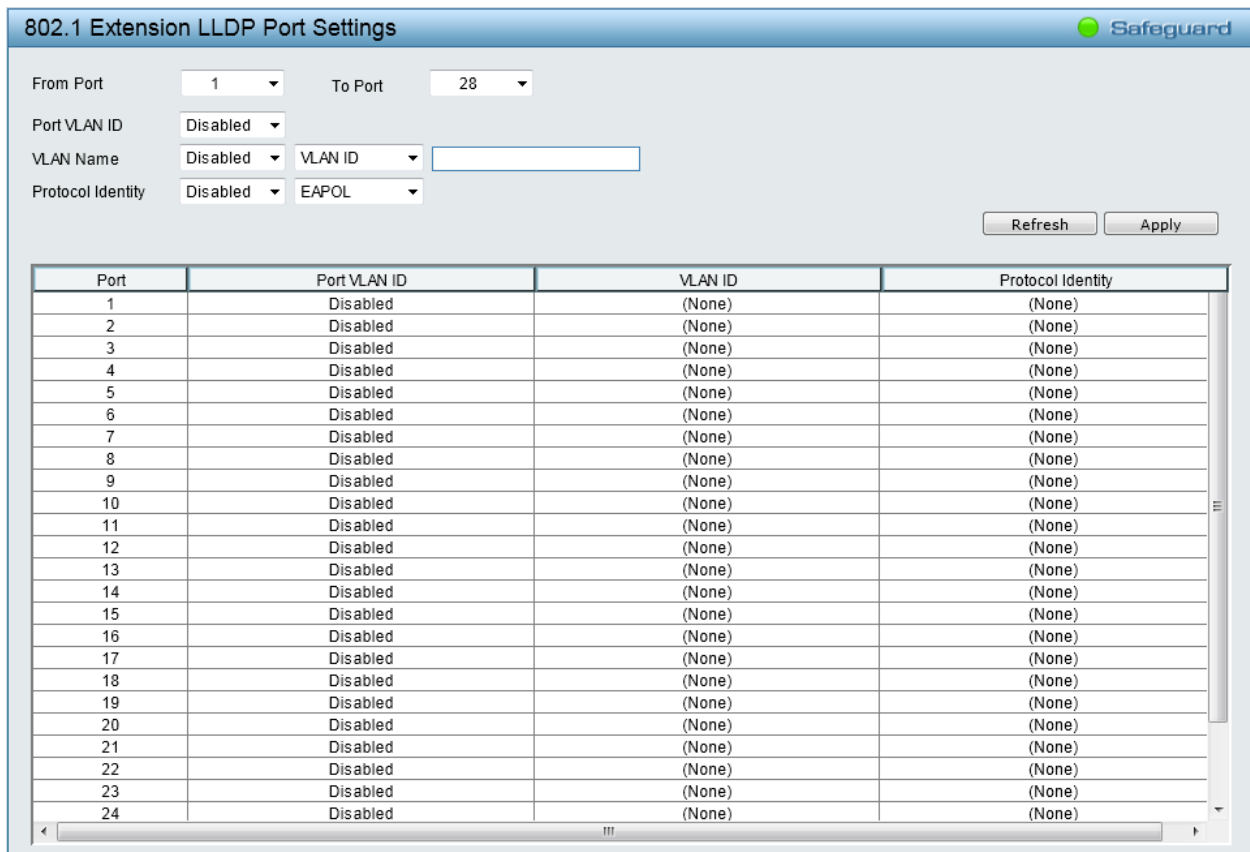 802.1 Extension LLDP Port Settings Safeguard
From Port 1 To Port 28
Port VLAN ID Disabled
VLAN Name Disabled VLAN ID
Protocol Identity Disabled EAPOL
Refresh Apply
Port Port VLAN ID VLAN ID Protocol Identity
1 Disabled (None) (None)
2 Disabled (None) (None)
3 Disabled (None) (None)
4 Disabled (None) (None)
5 Disabled (None) (None)
6 Disabled (None) (None)
7 Disabled (None) (None)
8 Disabled (None) (None)
9 Disabled (None) (None)
10 Disabled (None) (None)
11 Disabled (None) (None)
12 Disabled (None) (None)
13 Disabled (None) (None)
14 Disabled (None) (None)
15 Disabled (None) (None)
16 Disabled (None) (None)
17 Disabled (None) (None)
18 Disabled (None) (None)
19 Disabled (None) (None)
20 Disabled (None) (None)
21 Disabled (None) (None)
22 Disabled (None) (None)
23 Disabled (None) (None)
24 Disabled (None) (None)